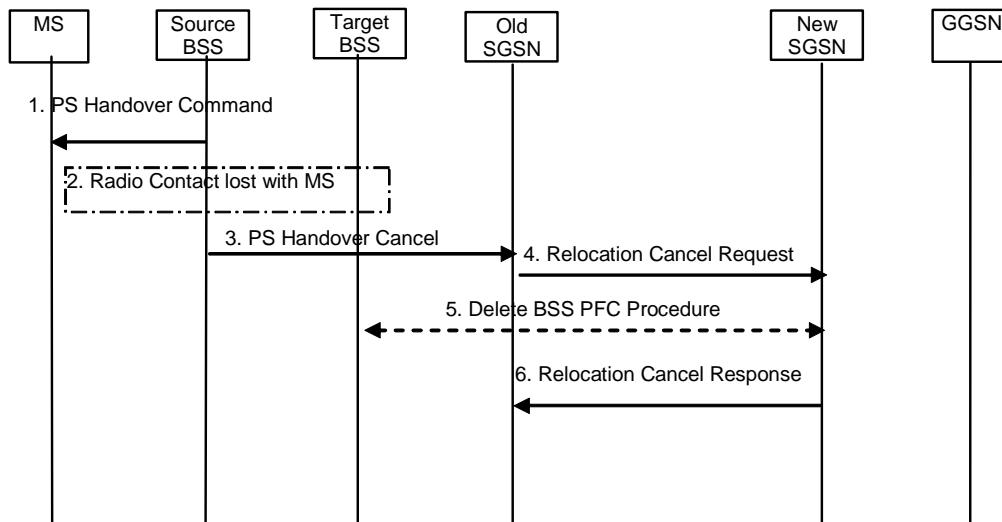 MS
Source
BSS
Target
BSS
Old
SGSN
New
SGSN
GGSN
1. PS Handover Command
2. Radio Contact lost with MS
3. PS Handover Cancel
4. Relocation Cancel Request
5. Delete BSS PFC Procedure
6. Relocation Cancel Response